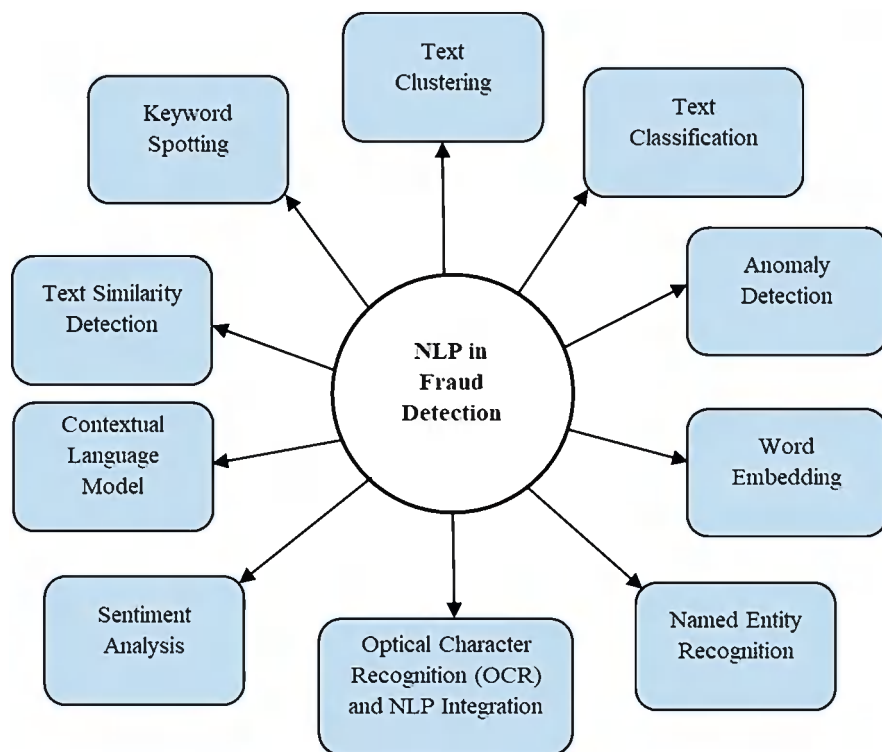 Text
Clustering
Keyword
Spotting
Text
Classification
Anomaly
Detection
Text Similarity
Detection
NLP in
Fraud
Detection
Contextual
Language
Model
Word
Embedding
Sentiment
Analysis
Optical Character
Recognition (OCR)
and NLP Integration
Named Entity
Recognition